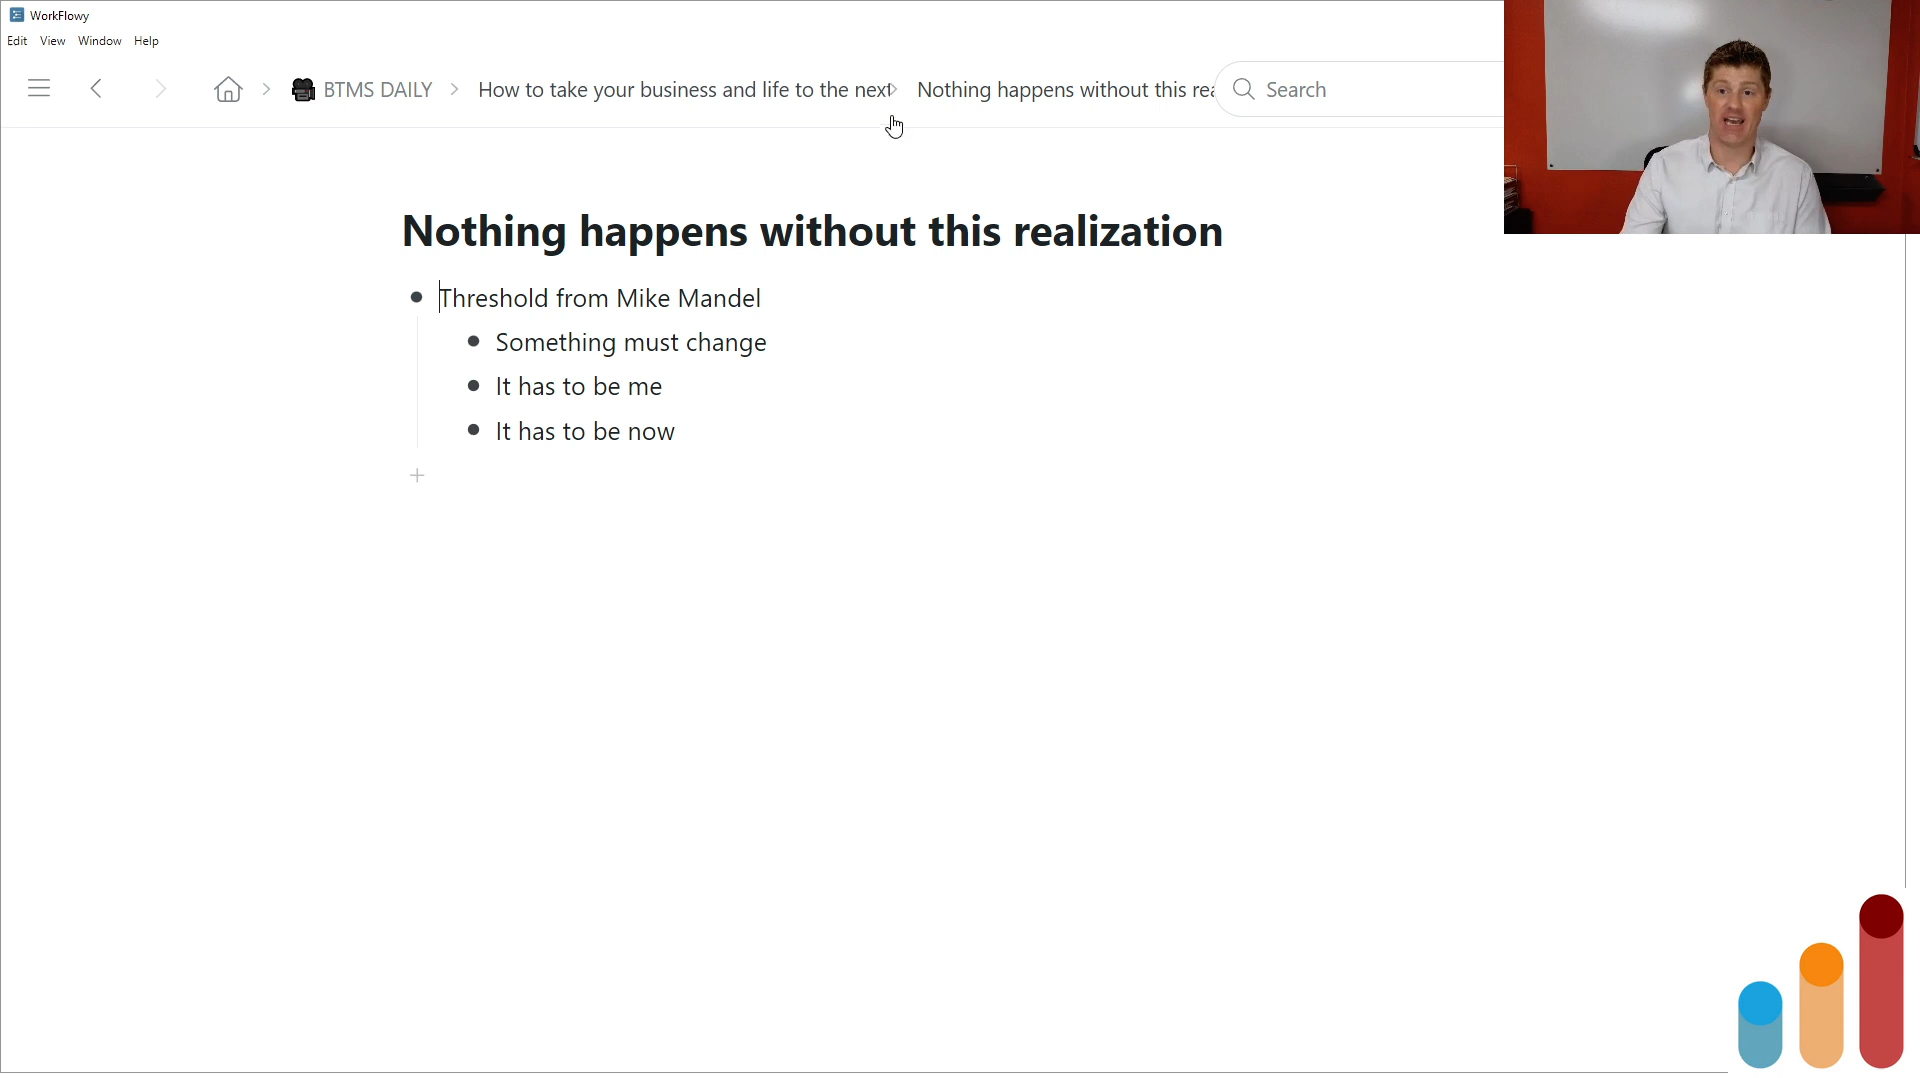 WorkFlowy
Edit View Window Help
BTMS DAILY How to take your business and life to the next Nothing happens without this rea Search
Nothing happens without this realization
Threshold from Mike Mandel
Something must change
It has to be me
It has to be now